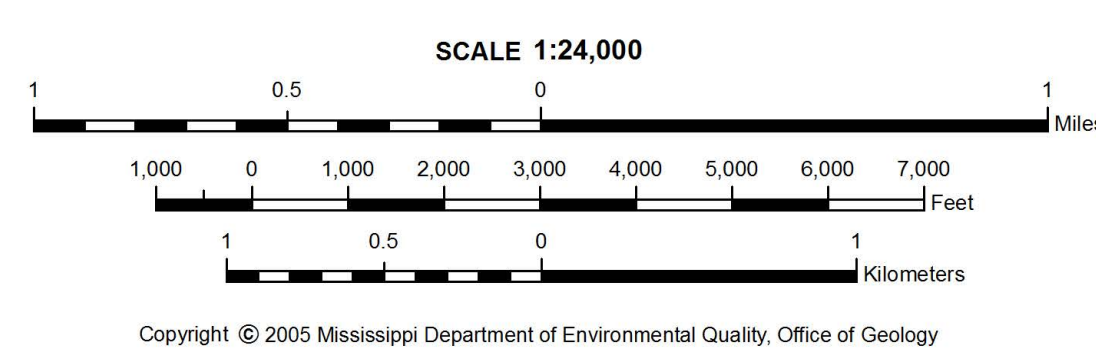 SCALE 1:24,000
1 0.5 0 1
Miles
1,000 0 1,000 2,000 3,000 4,000 5,000 6,000 7,000
Feet
1 0.5 0 1
Kilometers
Copyright © 2005 Mississippi Department of Environmental Quality, Office of Geology